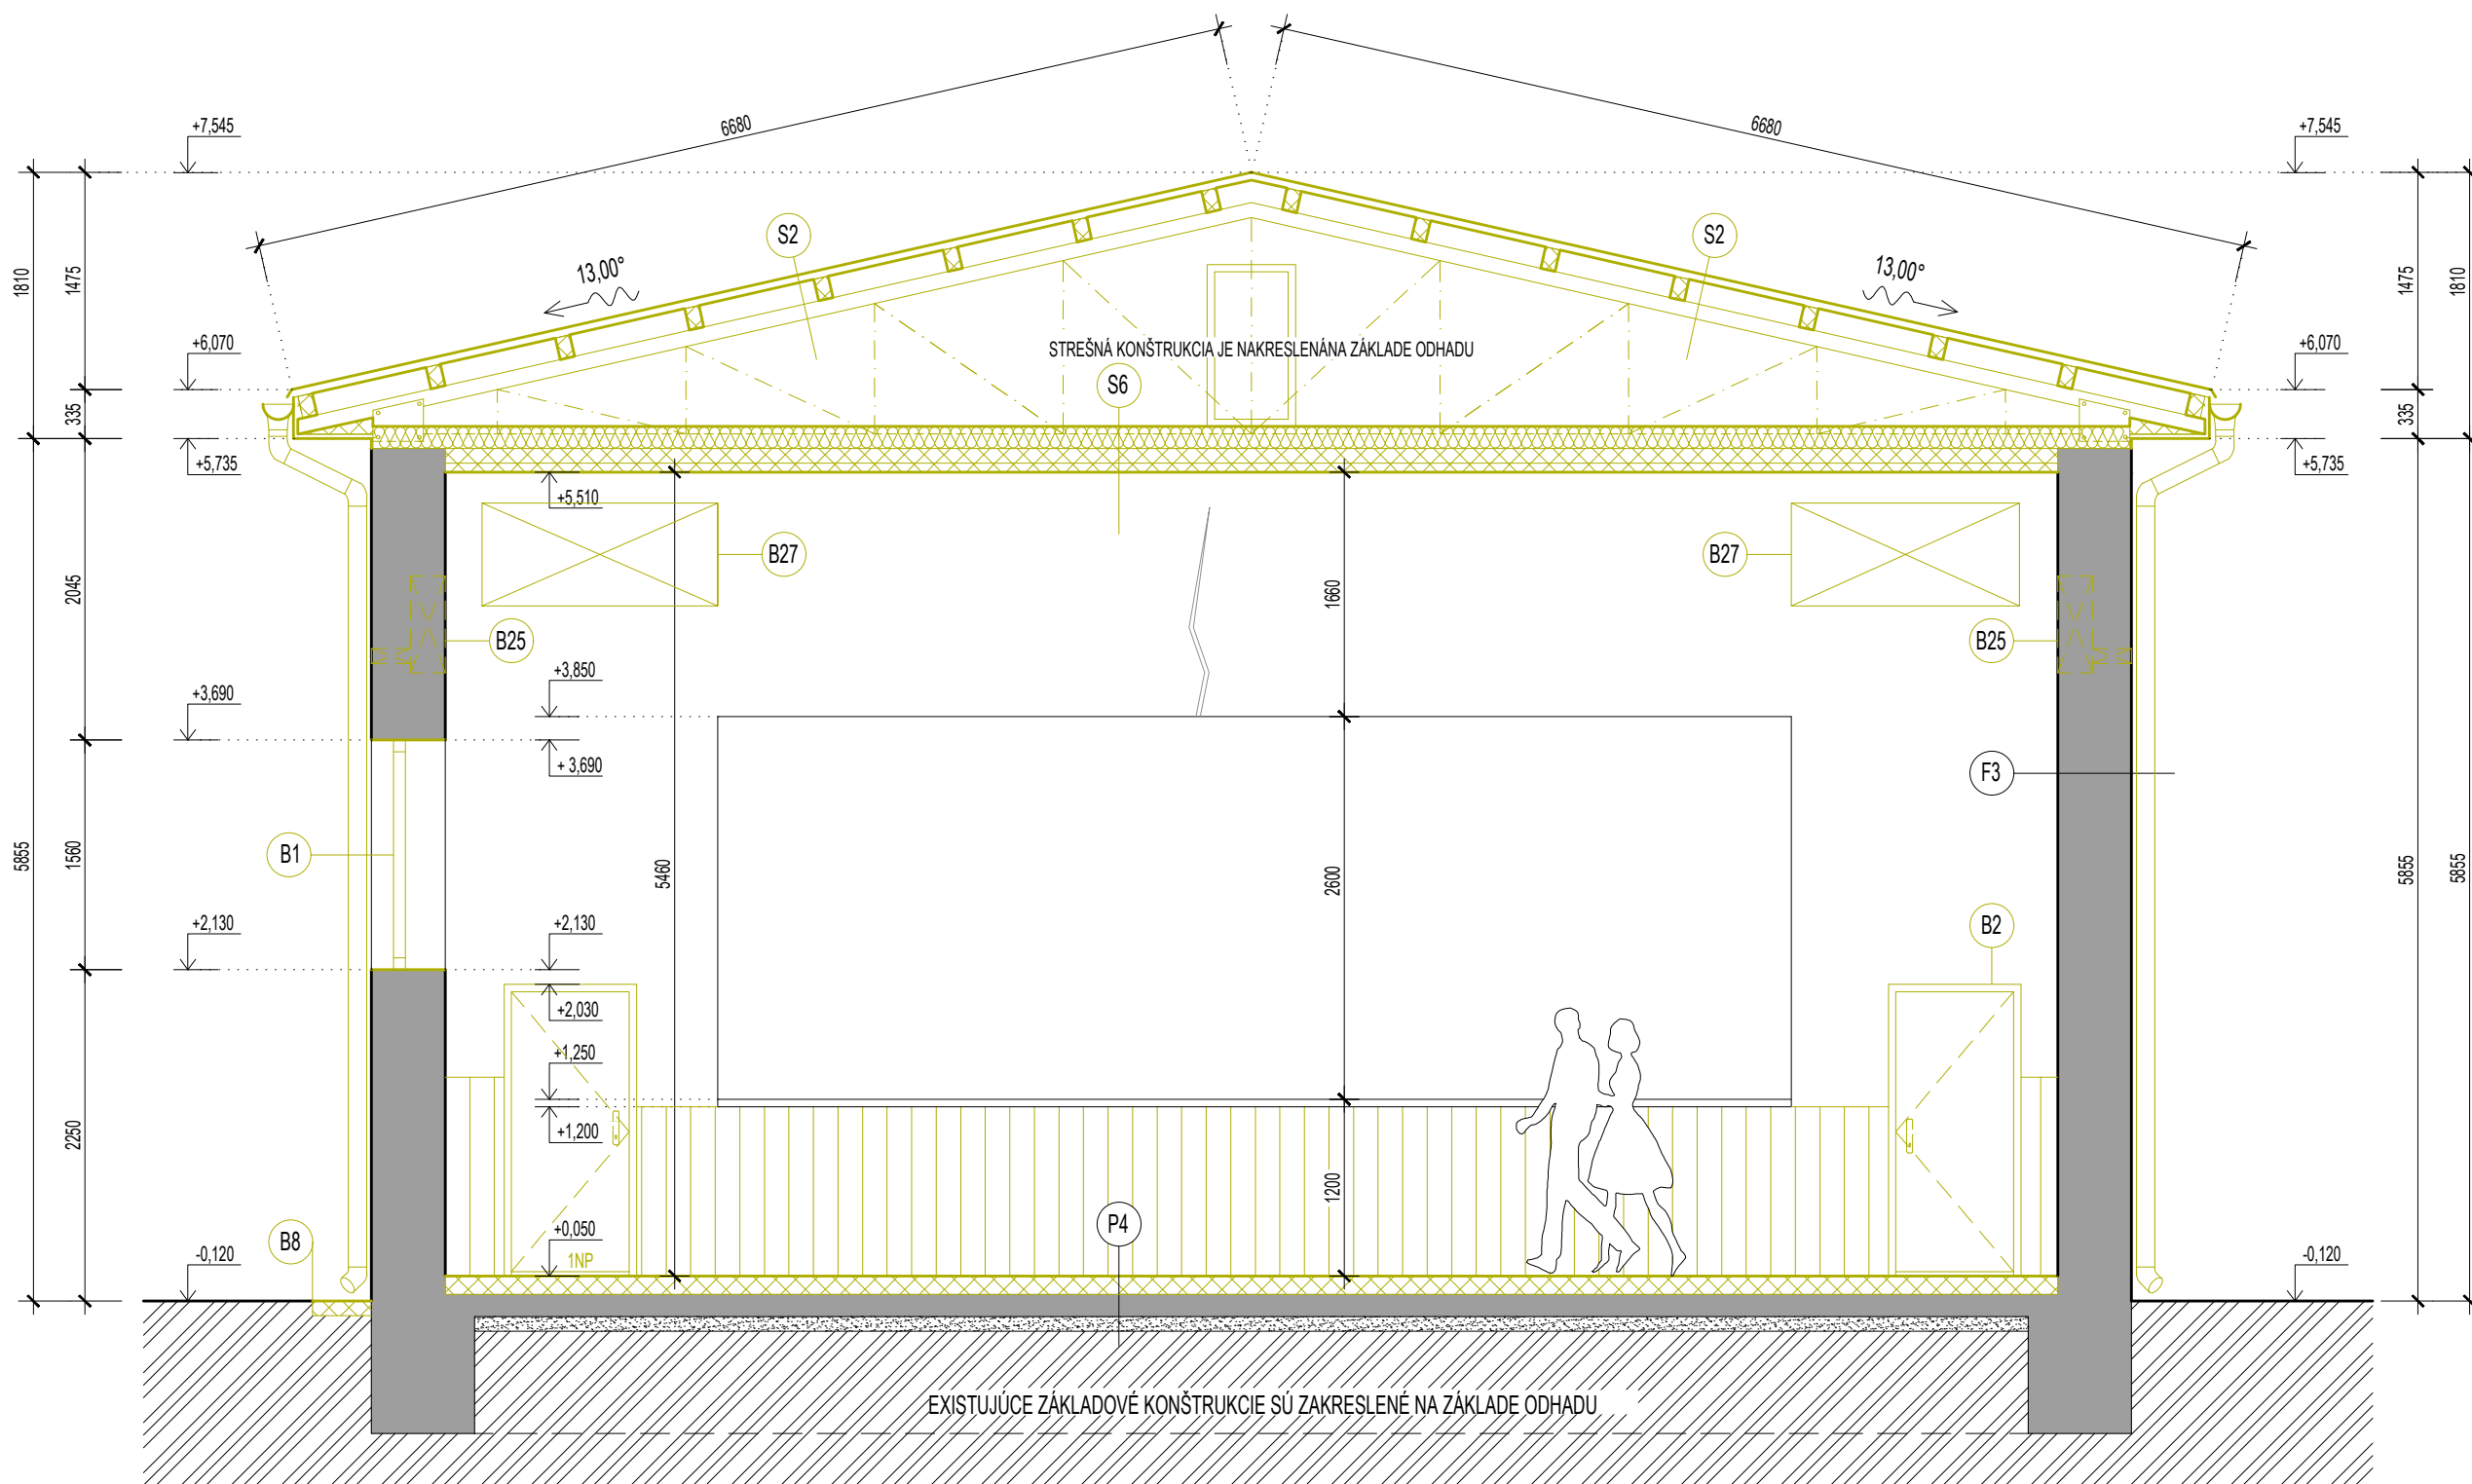 6680
6680
+7,545
+7,545
S2
S2
1810
1475
13,00°
13,00°
1475
1810
+6,070
+6,070
STREŠNÁ KONŠTRUKCIA JE NAKRESLENÁNA ZÁKLADE ODHADU
S6
335
335
+5,735
+5,735
+5,510
B27
B27
2045
1660
B25
B25
+3,850
+3,690
+ 3,690
F3
B1
5855
1560
5460
2600
5855
5855
+2,130
+2,130
B2
+2,030
+1,250
2250
+1,200
1200
P4
+0,050
B8
1NP
-0,120
-0,120
EXISTUJÚCE ZÁKLADOVÉ KONŠTRUKCIE SÚ ZAKRESLENÉ NA ZÁKLADE ODHADU